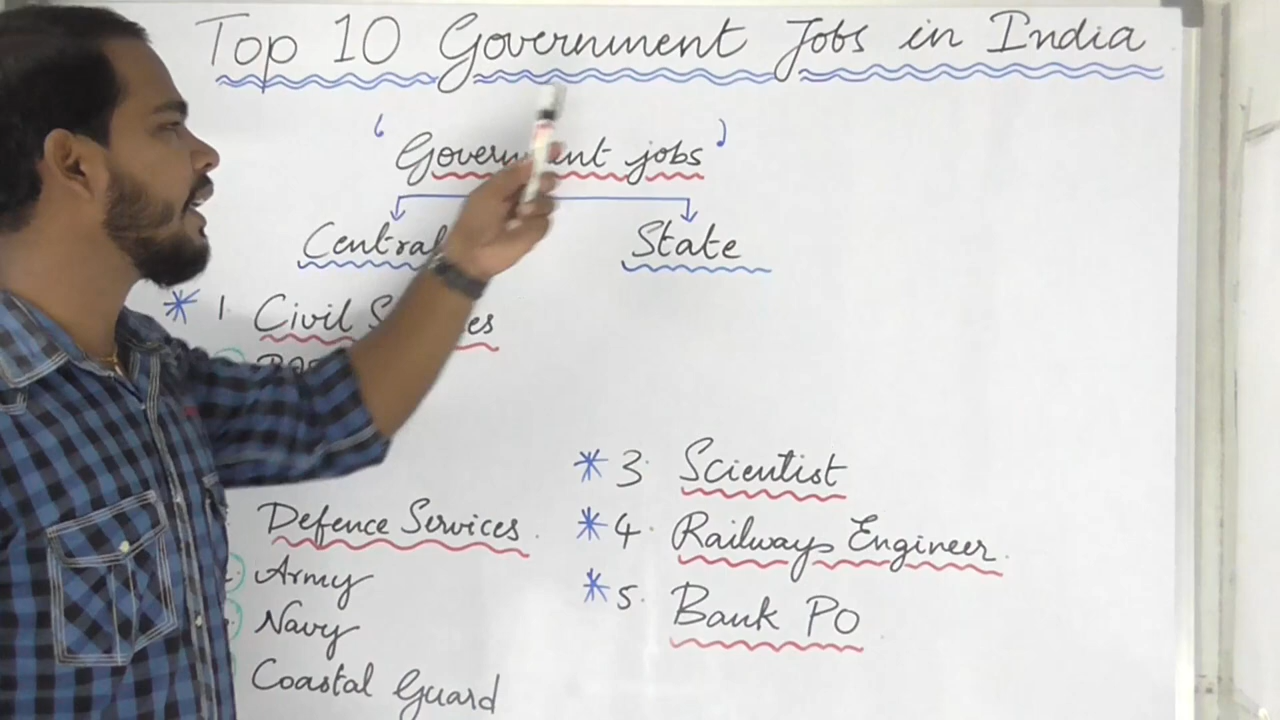 Top 10 Government Jobs in India
'Government jobs'
Central State
* 1. Civil Services
Defence Services.
Army
Navy
Coastal Guard
* 3. Scientist
* 4. Railways Engineer.
* 5. Bank PO